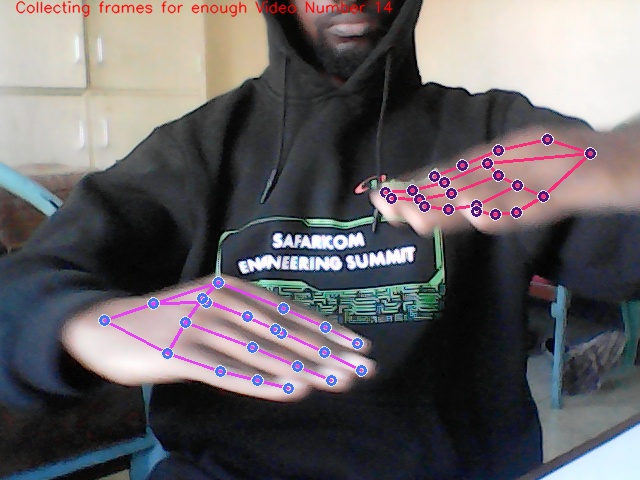 Collecting frames for enough Video Number 14
SAFARICOM
ENGINEERING SUMMIT